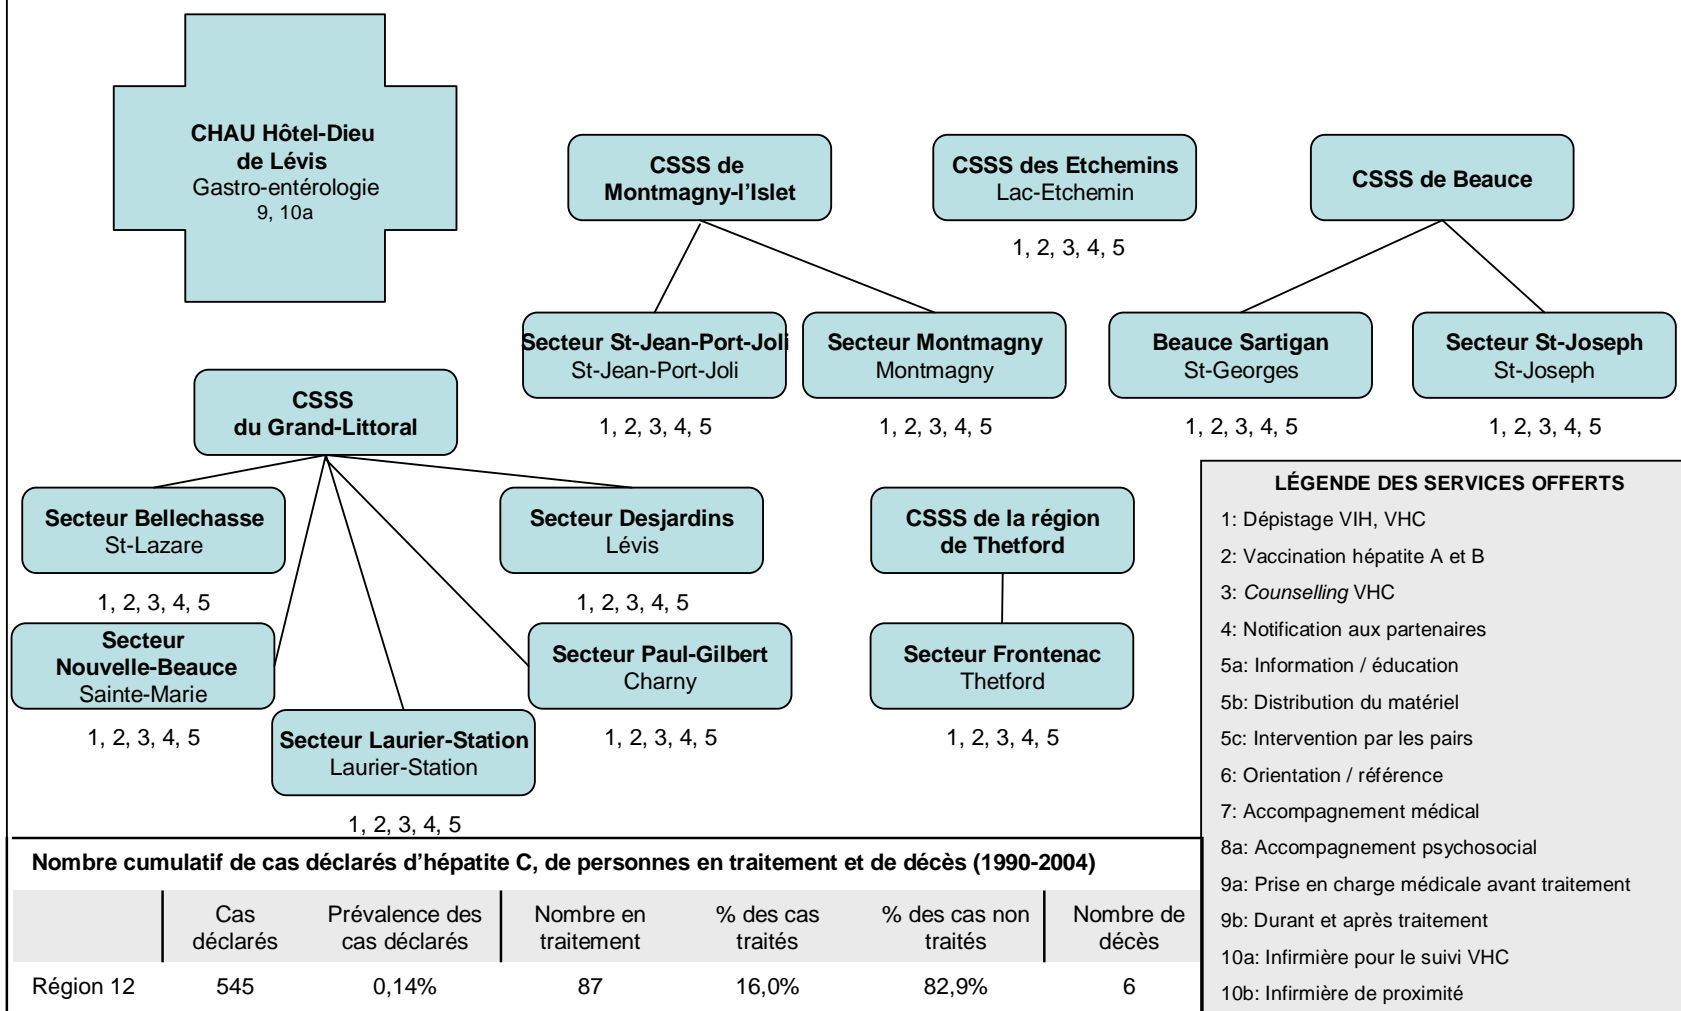 CHAU Hôtel-Dieu
de Lévis
Gastro-entérologie
9, 10a
CSSS de
Montmagny-l'Islet
CSSS des Etchemins
Lac-Etchemin
1, 2, 3, 4, 5
CSSS de Beauce
Secteur St-Jean-Port-Joli
St-Jean-Port-Joli
1, 2, 3, 4, 5
Secteur Montmagny
Montmagny
1, 2, 3, 4, 5
Beauce Sartigan
St-Georges
1, 2, 3, 4, 5
Secteur St-Joseph
St-Joseph
1, 2, 3, 4, 5
CSSS
du Grand-Littoral
Secteur Bellechasse
St-Lazare
1, 2, 3, 4, 5
Secteur Desjardins
Lévis
1, 2, 3, 4, 5
CSSS de la région
de Thetford
Secteur
Nouvelle-Beauce
Sainte-Marie
1, 2, 3, 4, 5
Secteur Laurier-Station
Laurier-Station
1, 2, 3, 4, 5
Secteur Paul-Gilbert
Charny
1, 2, 3, 4, 5
Secteur Frontenac
Thetford
1, 2, 3, 4, 5
LÉGENDE DES SERVICES OFFERTS
1: Dépistage VIH, VHC
2: Vaccination hépatite A et B
3: Counselling VHC
4: Notification aux partenaires
5a: Information / éducation
5b: Distribution du matériel
5c: Intervention par les pairs
6: Orientation / référence
7: Accompagnement médical
8a: Accompagnement psychosocial
9a: Prise en charge médicale avant traitement
9b: Durant et après traitement
10a: Infirmière pour le suivi VHC
10b: Infirmière de proximité
Nombre cumulatif de cas déclarés d'hépatite C, de personnes en traitement et de décès (1990-2004)
Cas déclarés Prévalence des cas déclarés Nombre en traitement % des cas traités % des cas non traités Nombre de décès
Région 12 545 0,14% 87 16,0% 82,9% 6